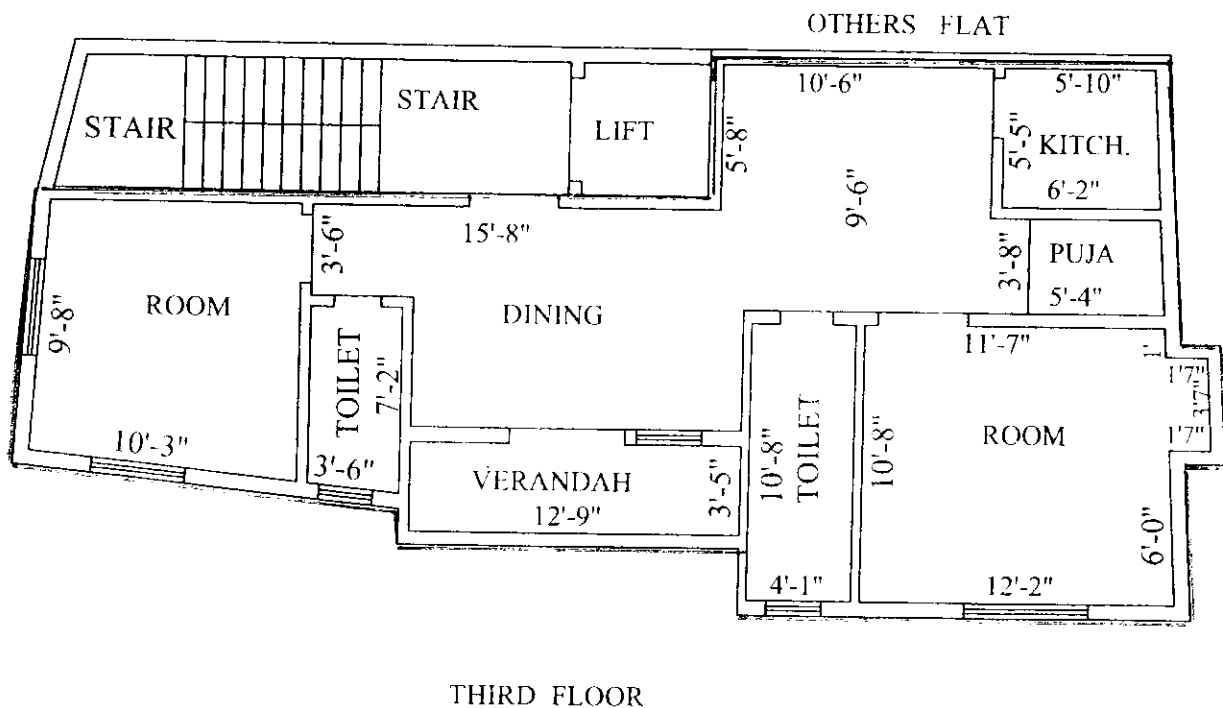 OTHERS FLAT
10'-6"
5'-10"
STAIR
STAIR
LIFT
5'-8"
5'-5"
KITCH.
6'-2"
9'-6"
15'-8"
3'-6"
3'-8"
PUJA
5'-4"
ROOM
9'-8"
DINING
11'-7"
1'
1'7"
3'7"
1'7"
TOILET
7'-2"
10'-3"
3'-6"
VERANDAH
12'-9"
3'-5"
10'-8"
TOILET
10'-8"
ROOM
6'-0"
4'-1"
12'-2"
THIRD FLOOR